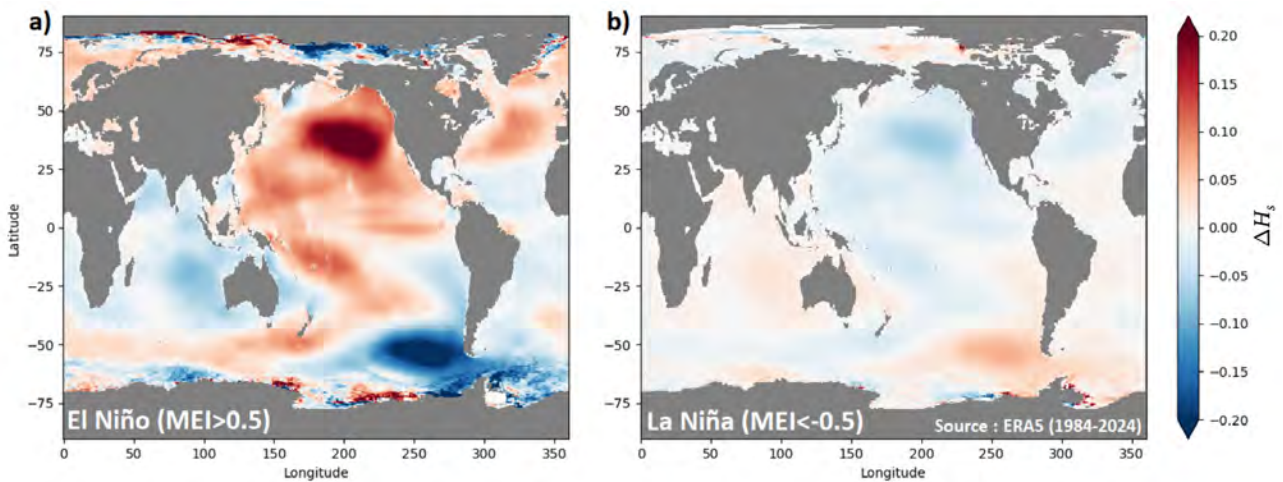 a)
Latitude
75
50
25
0
−25
−50
−75
El Niño (MEI>0.5)
0 50 100 150 200 250 300 350
Longitude
b)
75
50
25
0
−25
−50
−75
La Niña (MEI<-0.5)
Source : ERA5 (1984-2024)
0 50 100 150 200 250 300 350
Longitude
0.20
0.15
0.10
0.05
0.00
−0.05
−0.10
−0.15
−0.20
ΔHₛ